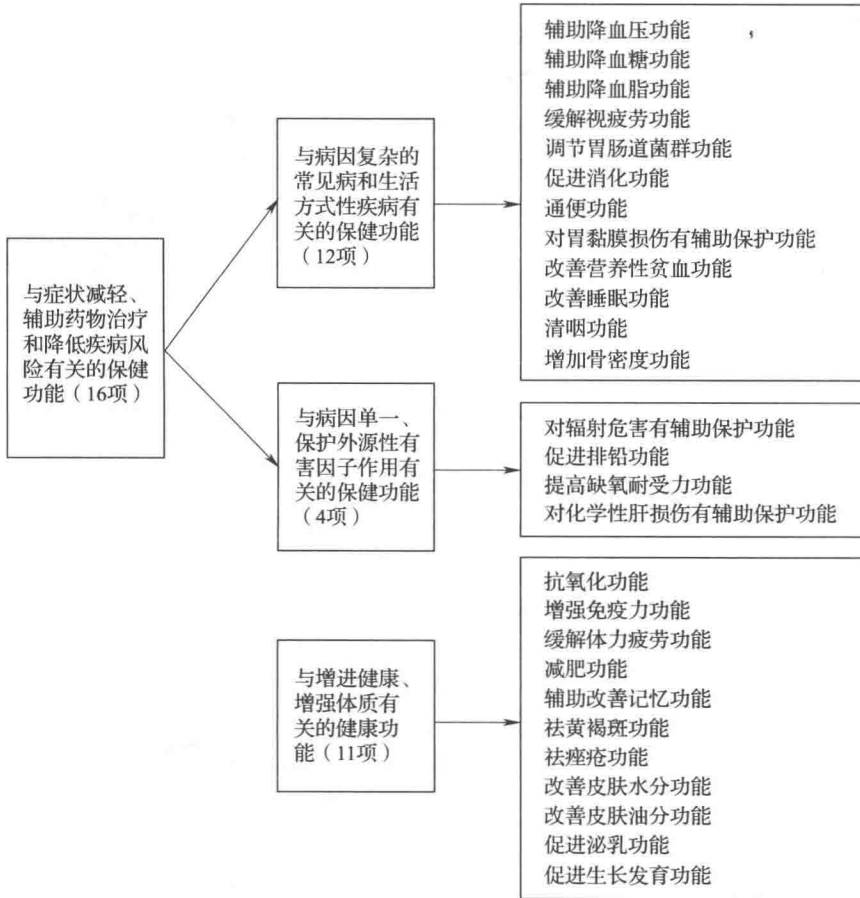 与症状减轻、
辅助药物治疗
和降低疾病风
险有关的保健
功能（16项）
与病因复杂的
常见病和生活
方式性疾病有
关的保健功能
（12项）
辅助降血压功能
辅助降血糖功能
辅助降血脂功能
缓解视疲劳功能
调节胃肠道菌群功能
促进消化功能
通便功能
对胃黏膜损伤有辅助保护功能
改善营养性贫血功能
改善睡眠功能
清咽功能
增加骨密度功能
与病因单一、
保护外源性有
害因子作用有
关的保健功能
（4项）
对辐射危害有辅助保护功能
促进排铅功能
提高缺氧耐受力功能
对化学性肝损伤有辅助保护功能
与增进健康、
增强体质有
关的健康功
能（11项）
抗氧化功能
增强免疫力功能
缓解体力疲劳功能
减肥功能
辅助改善记忆功能
祛黄褐斑功能
祛痤疮功能
改善皮肤水分功能
改善皮肤油分功能
促进泌乳功能
促进生长发育功能